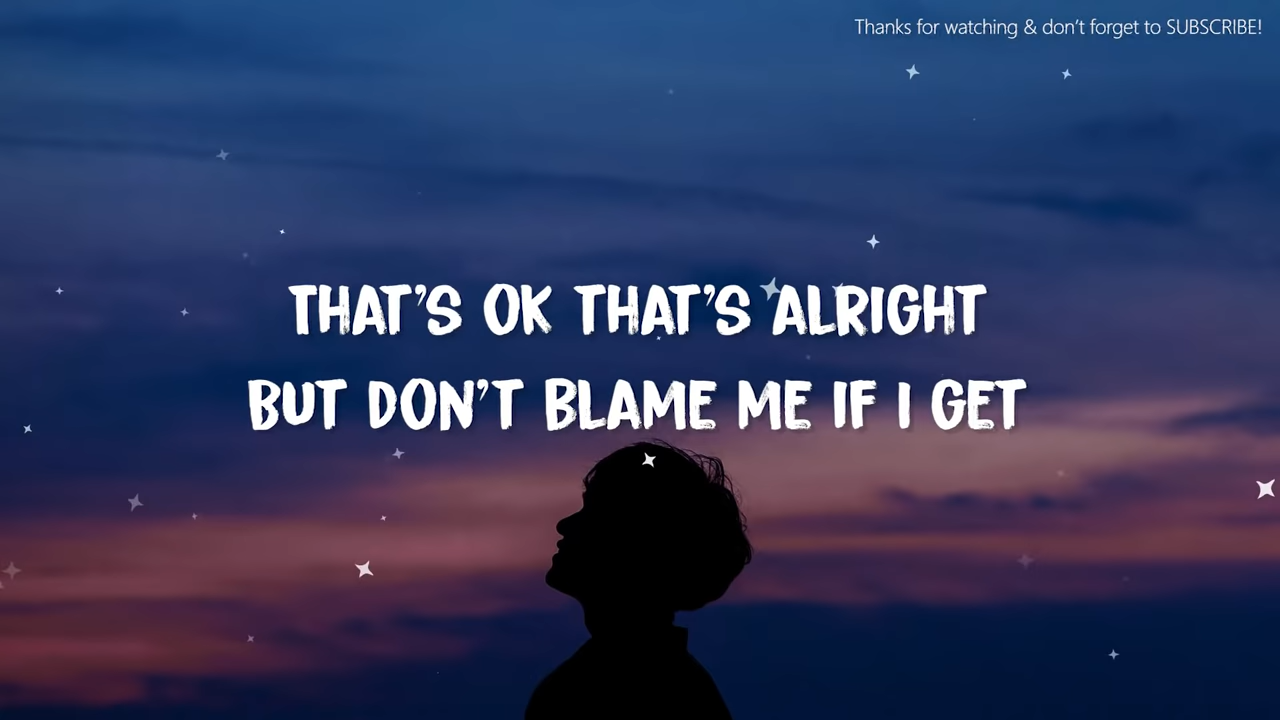 Thanks for watching & don't forget to SUBSCRIBE!
THAT'S OK THAT'S ALRIGHT
BUT DON'T BLAME ME IF I GET